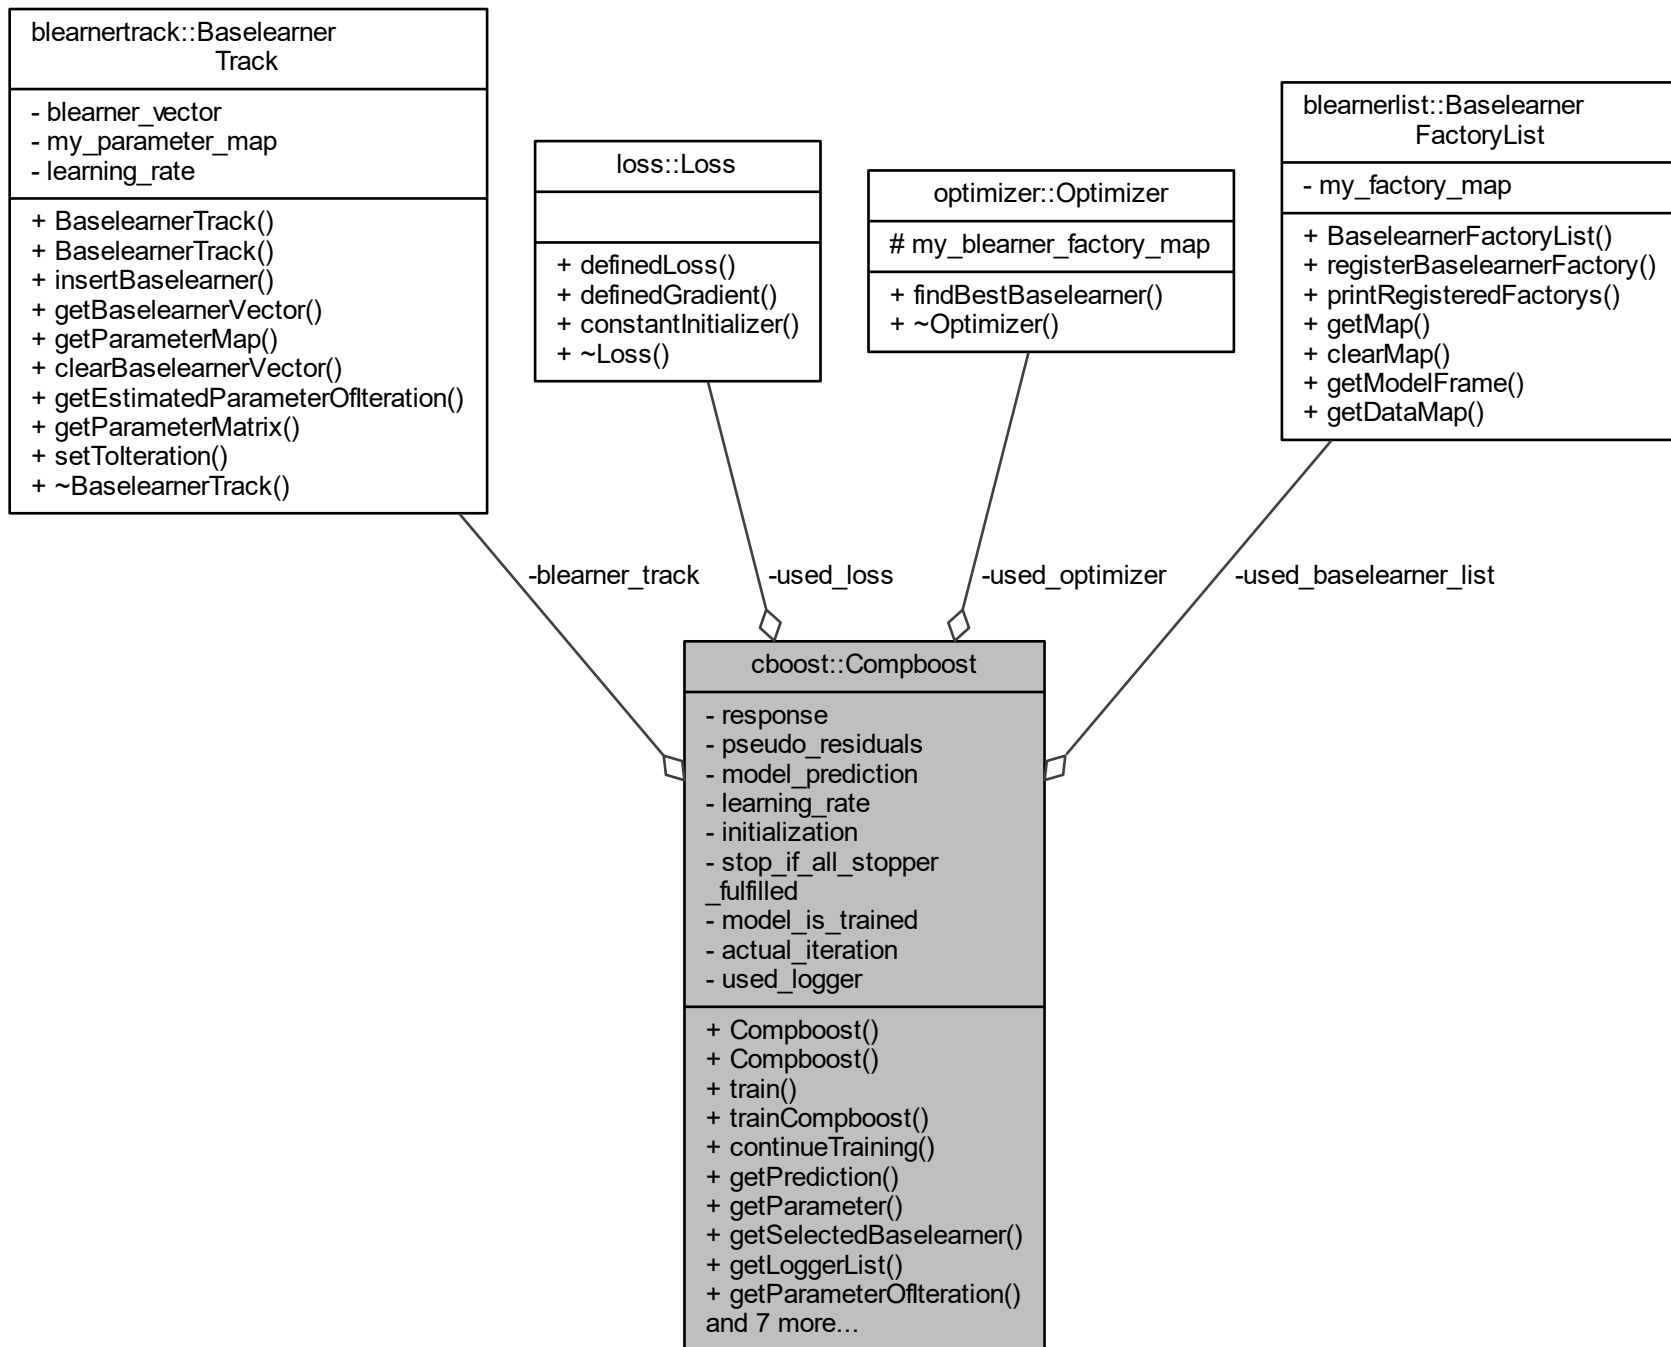 blearnertrack::Baselearner
Track
- blearner_vector
- my_parameter_map
- learning_rate
+ BaselearnerTrack()
+ BaselearnerTrack()
+ insertBaselearner()
+ getBaselearnerVector()
+ getParameterMap()
+ clearBaselearnerVector()
+ getEstimatedParameterOfIteration()
+ getParameterMatrix()
+ setToIteration()
+ ~BaselearnerTrack()
loss::Loss
+ definedLoss()
+ definedGradient()
+ constantInitializer()
+ ~Loss()
optimizer::Optimizer
# my_blearner_factory_map
+ findBestBaselearner()
+ ~Optimizer()
blearnerlist::Baselearner
FactoryList
- my_factory_map
+ BaselearnerFactoryList()
+ registerBaselearnerFactory()
+ printRegisteredFactorys()
+ getMap()
+ clearMap()
+ getModelFrame()
+ getDataMap()
-blearner_track
-used_loss
-used_optimizer
-used_baselearner_list
cboost::Compboost
- response
- pseudo_residuals
- model_prediction
- learning_rate
- initialization
- stop_if_all_stopper
_fulfilled
- model_is_trained
- actual_iteration
- used_logger
+ Compboost()
+ Compboost()
+ train()
+ trainCompboost()
+ continueTraining()
+ getPrediction()
+ getParameter()
+ getSelectedBaselearner()
+ getLoggerList()
+ getParameterOfIteration()
and 7 more...